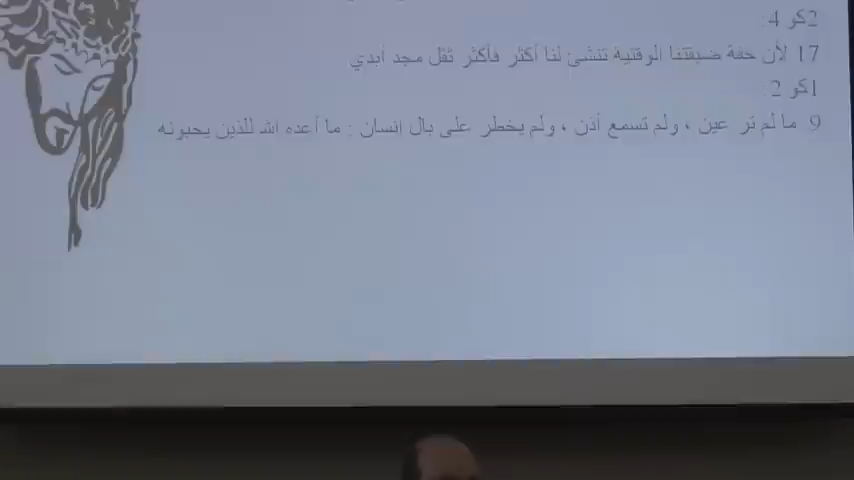 2كو 4:
17 لأن خفة ضيقتنا الوقتية تنشئ لنا أكثر فأكثر ثقل مجد أبدي
1كو 2:
9 ما لم تر عين ، ولم تسمع أذن ، ولم يخطر على بال إنسان : ما أعده الله للذين يحبونه